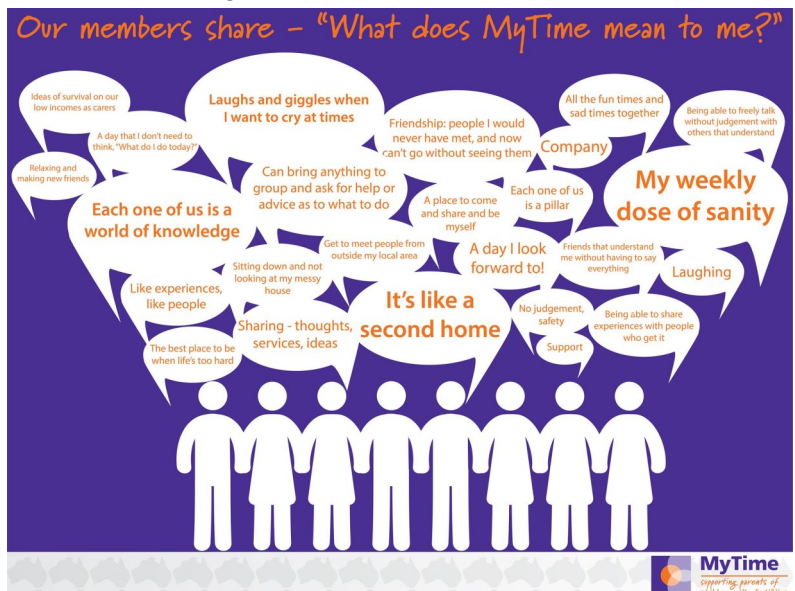 Our members share – "What does MyTime mean to me?"
Ideas of survival on our
low incomes as carers
A day that I don't need to
think, "What do I do today?"
Relaxing and
making new friends
Laughs and giggles when
I want to cry at times
Friendship: people I would
never have met, and now
can't go without seeing them
All the fun times and
sad times together
Company
Being able to freely talk
without judgement with
others that understand
Each one of us is a
world of knowledge
Can bring anything to
group and ask for help or
advice as to what to do
A place to come
and share and be
myself
Each one of us
is a pillar
My weekly
dose of sanity
Like experiences,
like people
Sitting down and not
looking at my messy
house
Get to meet people from
outside my local area
A day I look
forward to!
Friends that understand
me without having to say
everything
Laughing
The best place to be
when life's too hard
Sharing - thoughts,
services, ideas
It's like a
second home
No judgement,
safety
Support
Being able to share
experiences with people
who get it
MyTime
supporting parents of